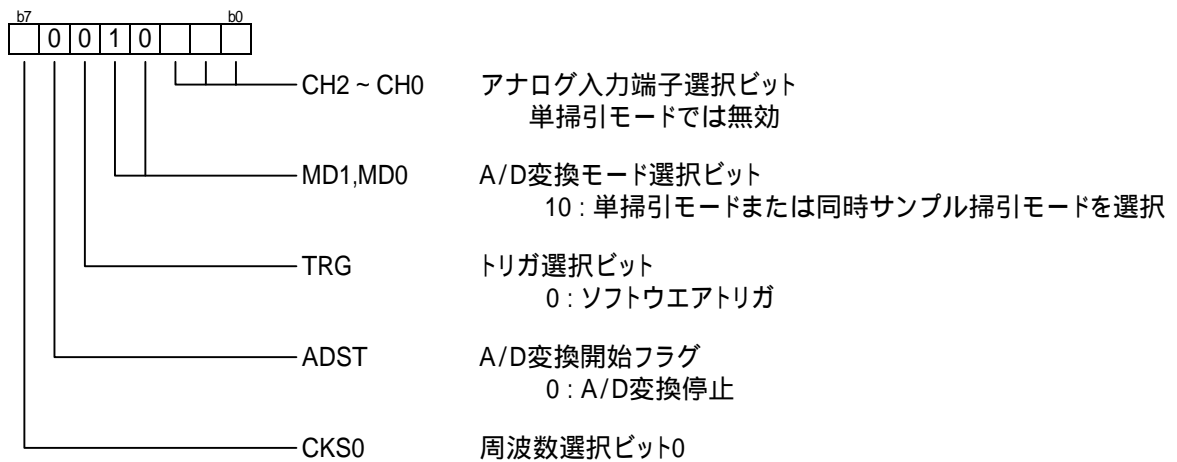 b7 b0
0 0 1 0
CH2 ~ CH0 アナログ入力端子選択ビット
単掃引モードでは無効
MD1,MD0 A/D変換モード選択ビット
10 : 単掃引モードまたは同時サンプル掃引モードを選択
TRG トリガ選択ビット
0 : ソフトウエアトリガ
ADST A/D変換開始フラグ
0 : A/D変換停止
CKS0 周波数選択ビット0